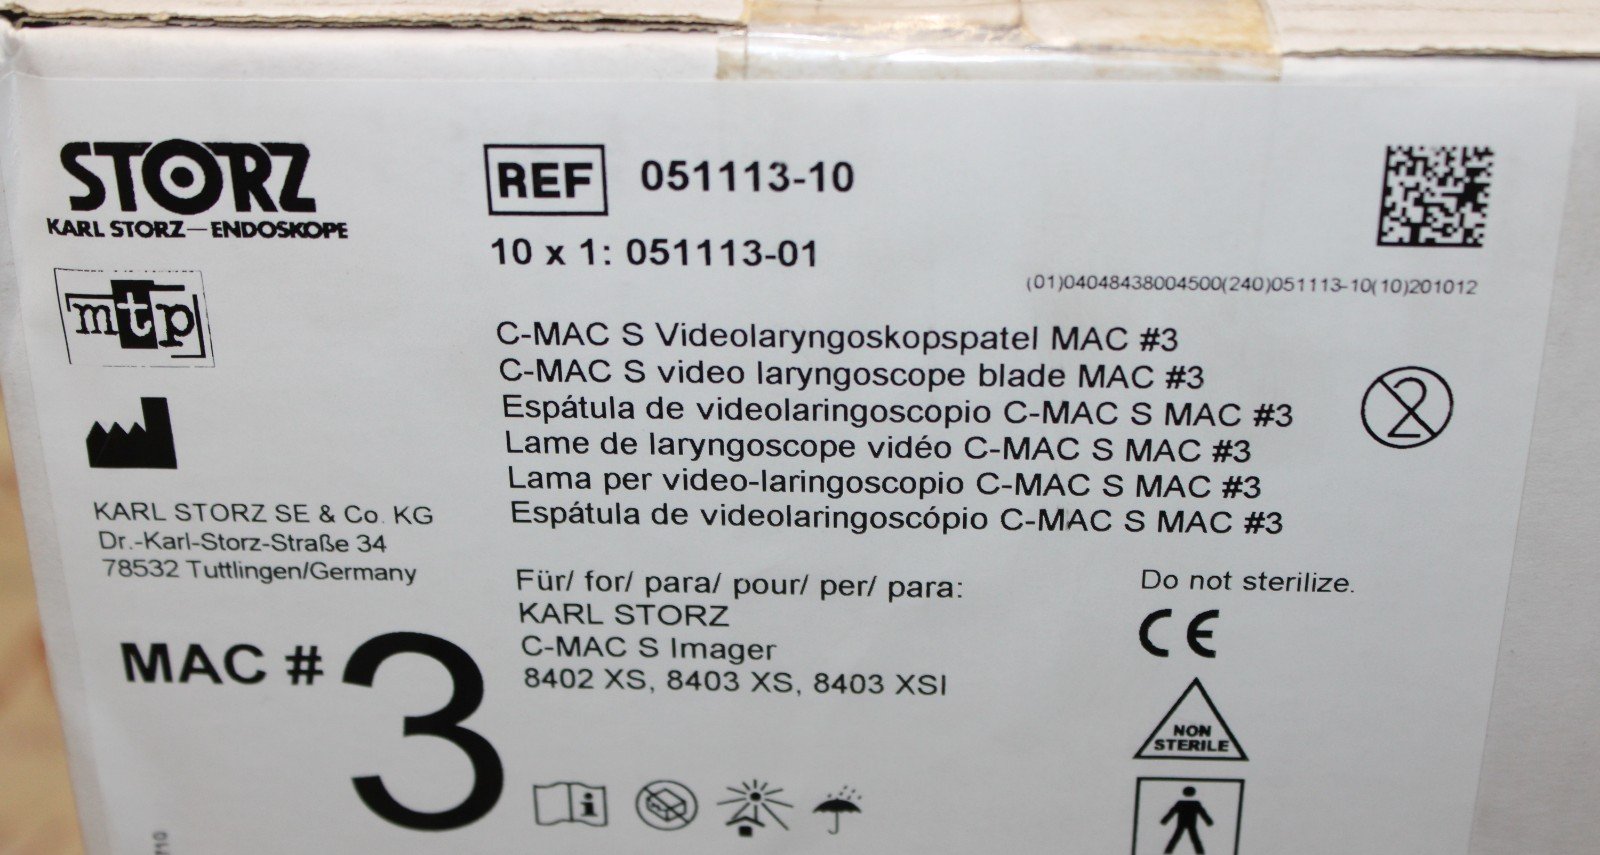 STORZ
KARL STORZ—ENDOSKOPE
mtp
KARL STORZ SE & Co. KG
Dr.-Karl-Storz-Straße 34
78532 Tuttlingen/Germany
MAC # 3
REF 051113-10
10 x 1: 051113-01
(01)04048438004500(240)051113-10(10)201012
C-MAC S Videolaryngoskopspatel MAC #3
C-MAC S video laryngoscope blade MAC #3
Espátula de videolaringoscopio C-MAC S MAC #3
Lame de laryngoscope vidéo C-MAC S MAC #3
Lama per video-laringoscopio C-MAC S MAC #3
Espátula de videolaringoscópio C-MAC S MAC #3
2
Für/ for/ para/ pour/ per/ para:
KARL STORZ
C-MAC S Imager
8402 XS, 8403 XS, 8403 XSI
Do not sterilize.
CE
NON
STERILE
i